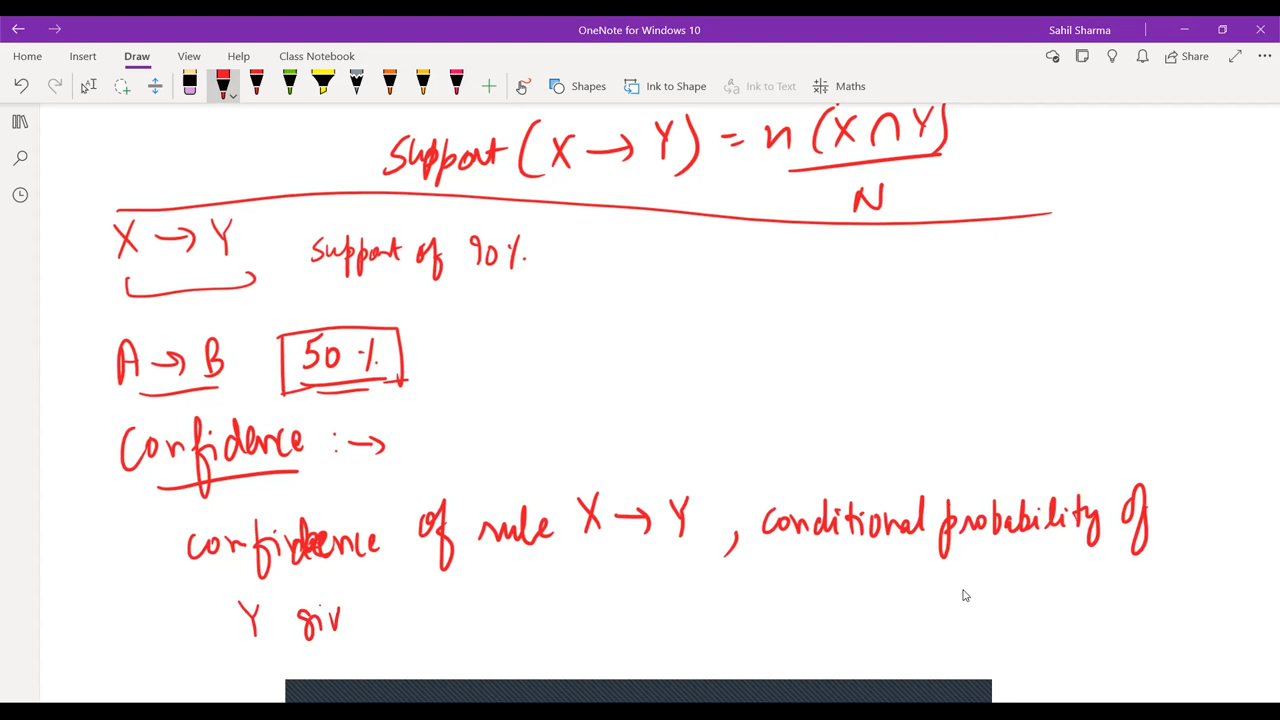 OneNote for Windows 10
Sahil Sharma
Home Insert Draw View Help Class Notebook
Share
Shapes Ink to Shape Ink to Text Maths
Support (X → Y) = n (X ∩ Y)
N
X → Y support of 90%.
A → B 50 %
Confidence : →
confidence of rule X → Y , conditional probability of
Y giv